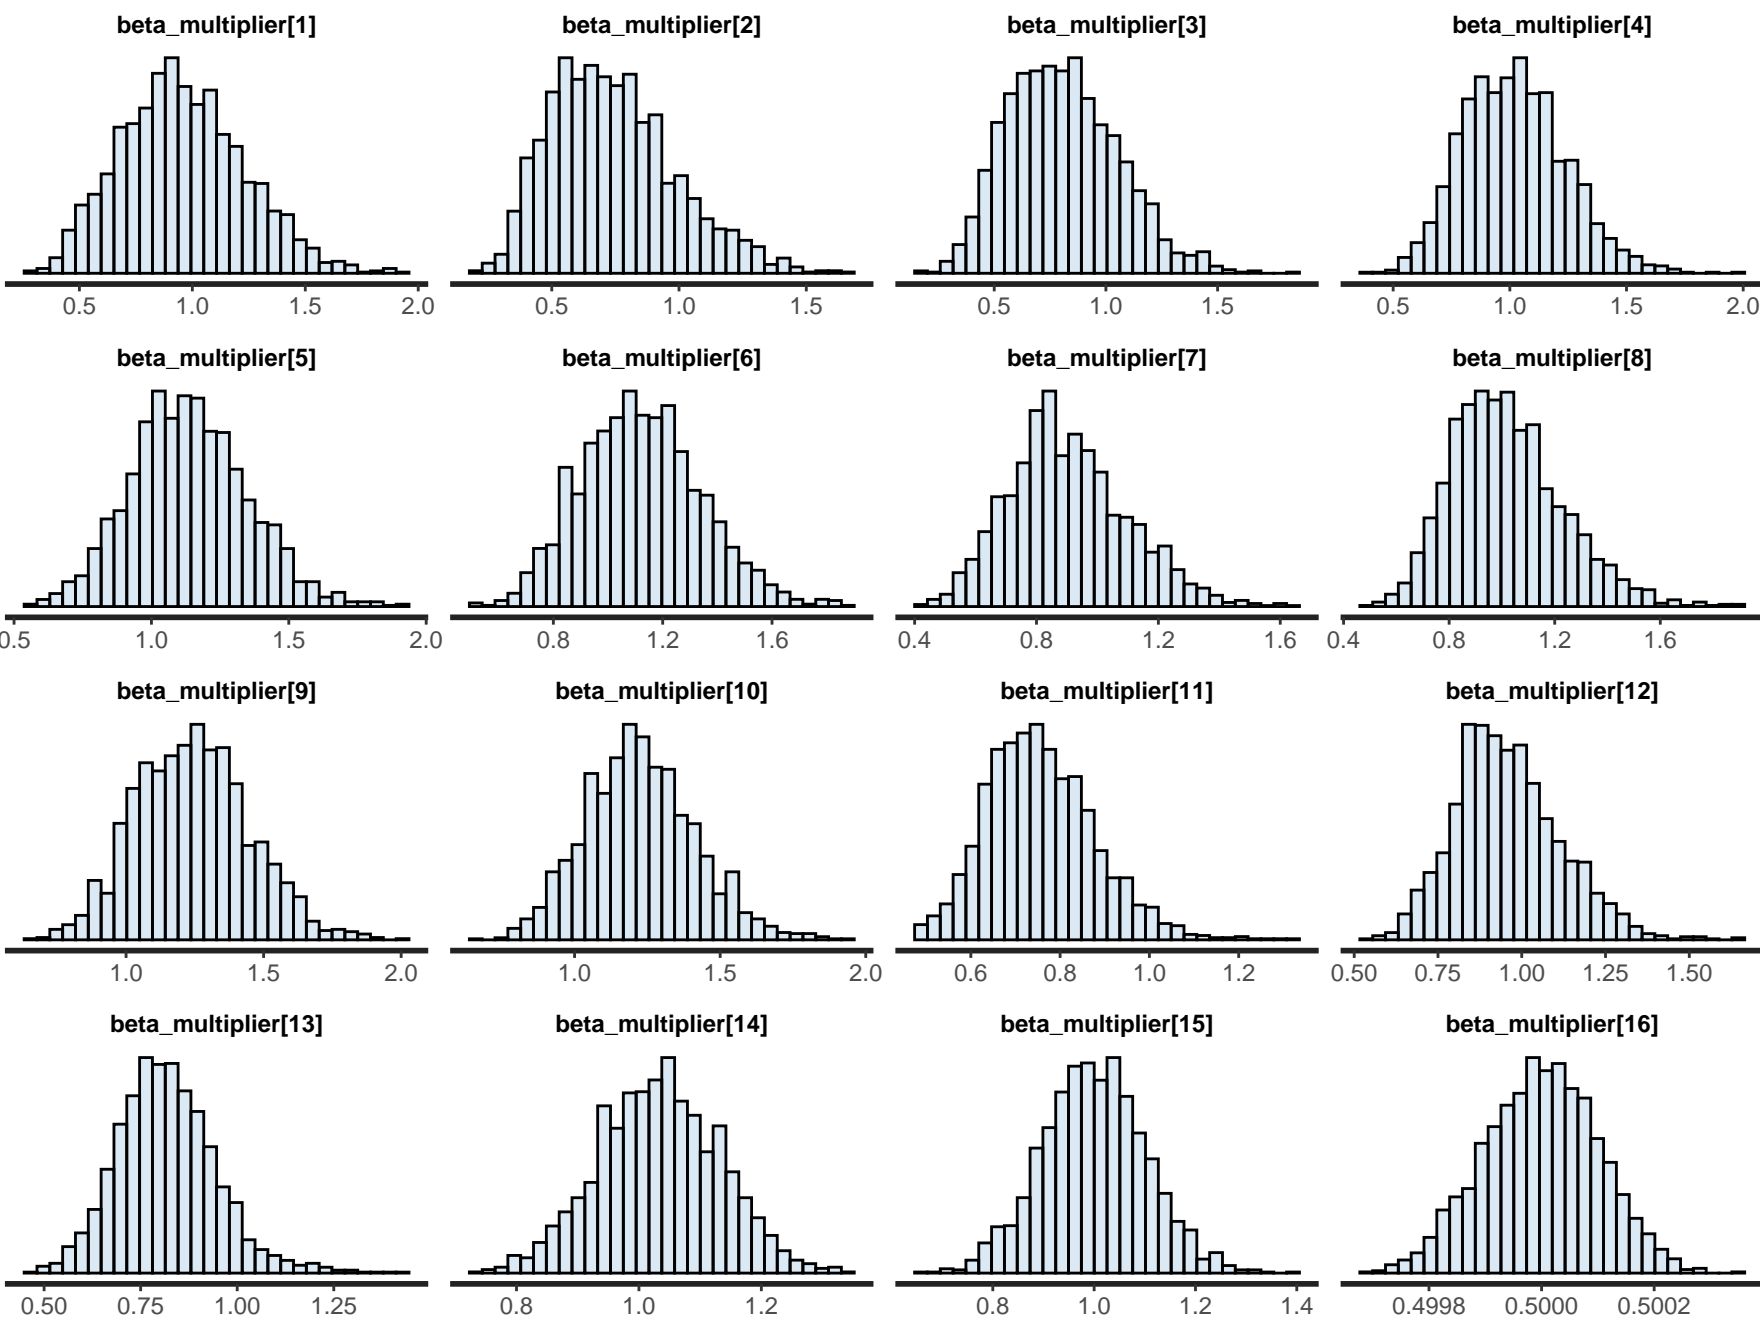 beta_multiplier[1] beta_multiplier[2] beta_multiplier[3] beta_multiplier[4]
0.5 1.0 1.5 2.0 0.5 1.0 1.5 0.5 1.0 1.5 0.5 1.0 1.5 2.0
beta_multiplier[5] beta_multiplier[6] beta_multiplier[7] beta_multiplier[8]
0.5 1.0 1.5 2.0 0.8 1.2 1.6 0.4 0.8 1.2 1.6 0.4 0.8 1.2 1.6
beta_multiplier[9] beta_multiplier[10] beta_multiplier[11] beta_multiplier[12]
1.0 1.5 2.0 1.0 1.5 2.0 0.6 0.8 1.0 1.2 0.50 0.75 1.00 1.25 1.50
beta_multiplier[13] beta_multiplier[14] beta_multiplier[15] beta_multiplier[16]
0.50 0.75 1.00 1.25 0.8 1.0 1.2 0.8 1.0 1.2 1.4 0.4998 0.5000 0.5002